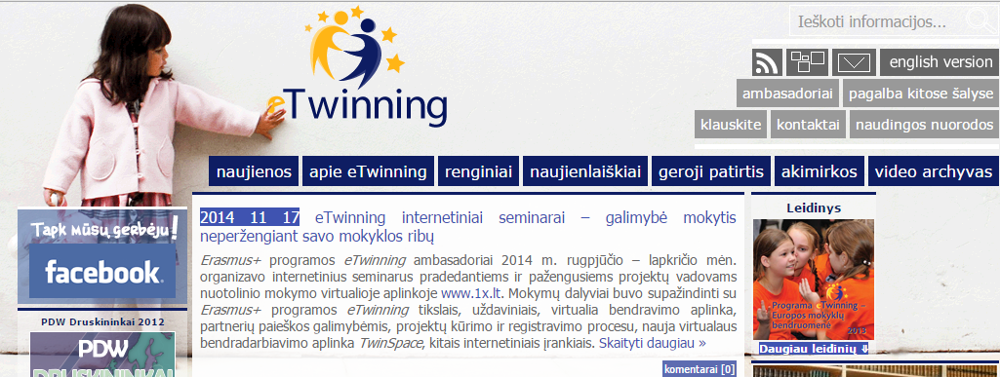 Ieškoti informacijos...
eTwinning
english version
ambasadoriai pagalba kitose šalyse
klauskite kontaktai naudingos nuorodos
naujienos apie eTwinning renginiai naujienlaiškiai geroji patirtis akimirkos video archyvas
Tapk mūsų gerbėju!
facebook
PDW Druskininkai 2012
PDW
DRUSKININKAI
2014 11 17 eTwinning internetiniai seminarai – galimybė mokytis
neperžengiant savo mokyklos ribų
Erasmus+ programos eTwinning ambasadoriai 2014 m. rugpjūčio – lapkričio mėn.
organizavo internetinius seminarus pradedantiems ir pažengusiems projektų vadovams
nuotolinio mokymo virtualioje aplinkoje www.1x.lt. Mokymų dalyviai buvo supažindinti su
Erasmus+ programos eTwinning tikslais, uždaviniais, virtualia bendravimo aplinka,
partnerių paieškos galimybėmis, projektų kūrimo ir registravimo procesu, nauja virtualaus
bendradarbiavimo aplinka TwinSpace, kitais internetiniais įrankiais. Skaityti daugiau »
komentarai [0]
Leidinys
eTwinning
Programa eTwinning –
Europos mokyklų
bendruomenė
2013
Daugiau leidinių ⇓